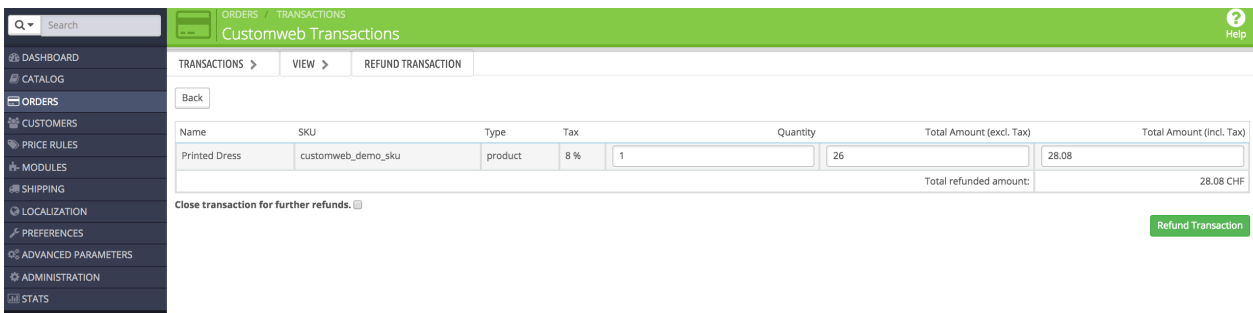 Search
DASHBOARD
CATALOG
ORDERS
CUSTOMERS
PRICE RULES
MODULES
SHIPPING
LOCALIZATION
PREFERENCES
ADVANCED PARAMETERS
ADMINISTRATION
STATS
ORDERS / TRANSACTIONS
Customweb Transactions
? Help
TRANSACTIONS > VIEW > REFUND TRANSACTION
Back
Name SKU Type Tax Quantity Total Amount (excl. Tax) Total Amount (incl. Tax)
Printed Dress customweb_demo_sku product 8 % 1 26 28.08
Total refunded amount: 28.08 CHF
Close transaction for further refunds.
Refund Transaction